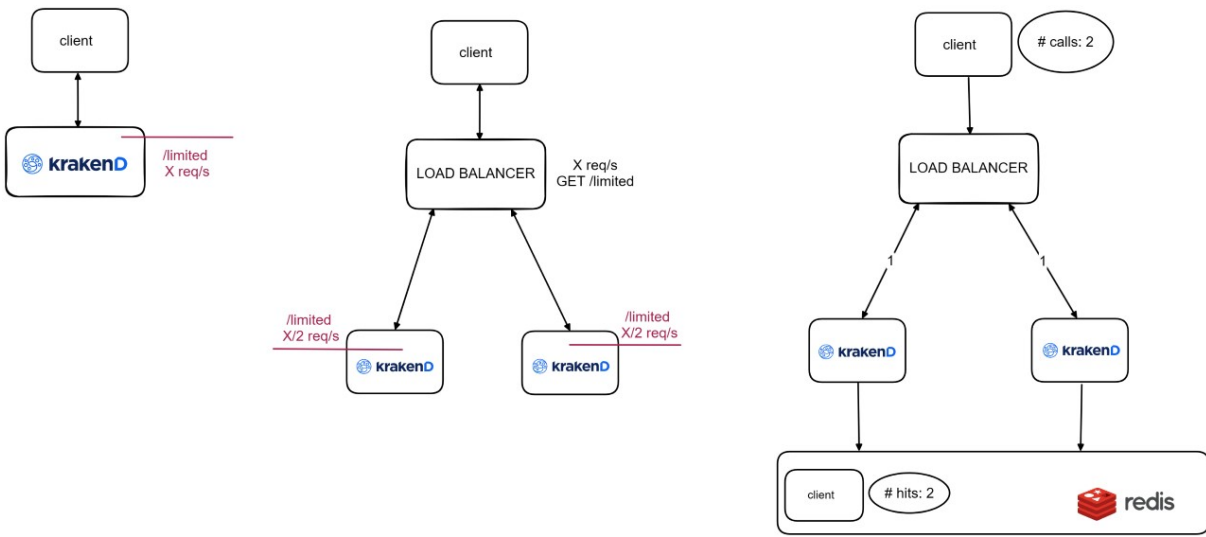 client
krakenD
/limited
X req/s
client
LOAD BALANCER
X req/s
GET /limited
/limited
X/2 req/s
krakenD
/limited
X/2 req/s
krakenD
client
# calls: 2
LOAD BALANCER
1
1
krakenD
krakenD
client
# hits: 2
redis